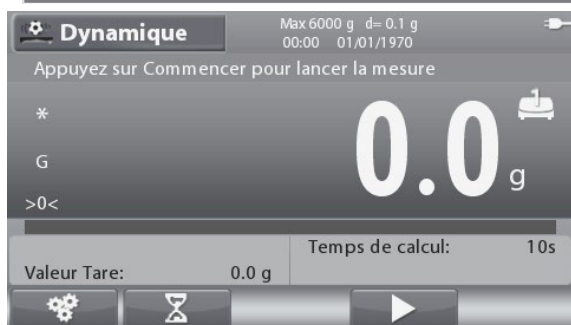 Dynamique
Max 6000 g d= 0.1 g
00:00 01/01/1970
Appuyez sur Commencer pour lancer la mesure
*
G
>0<
0.0 g
1
Temps de calcul: 10s
Valeur Tare: 0.0 g